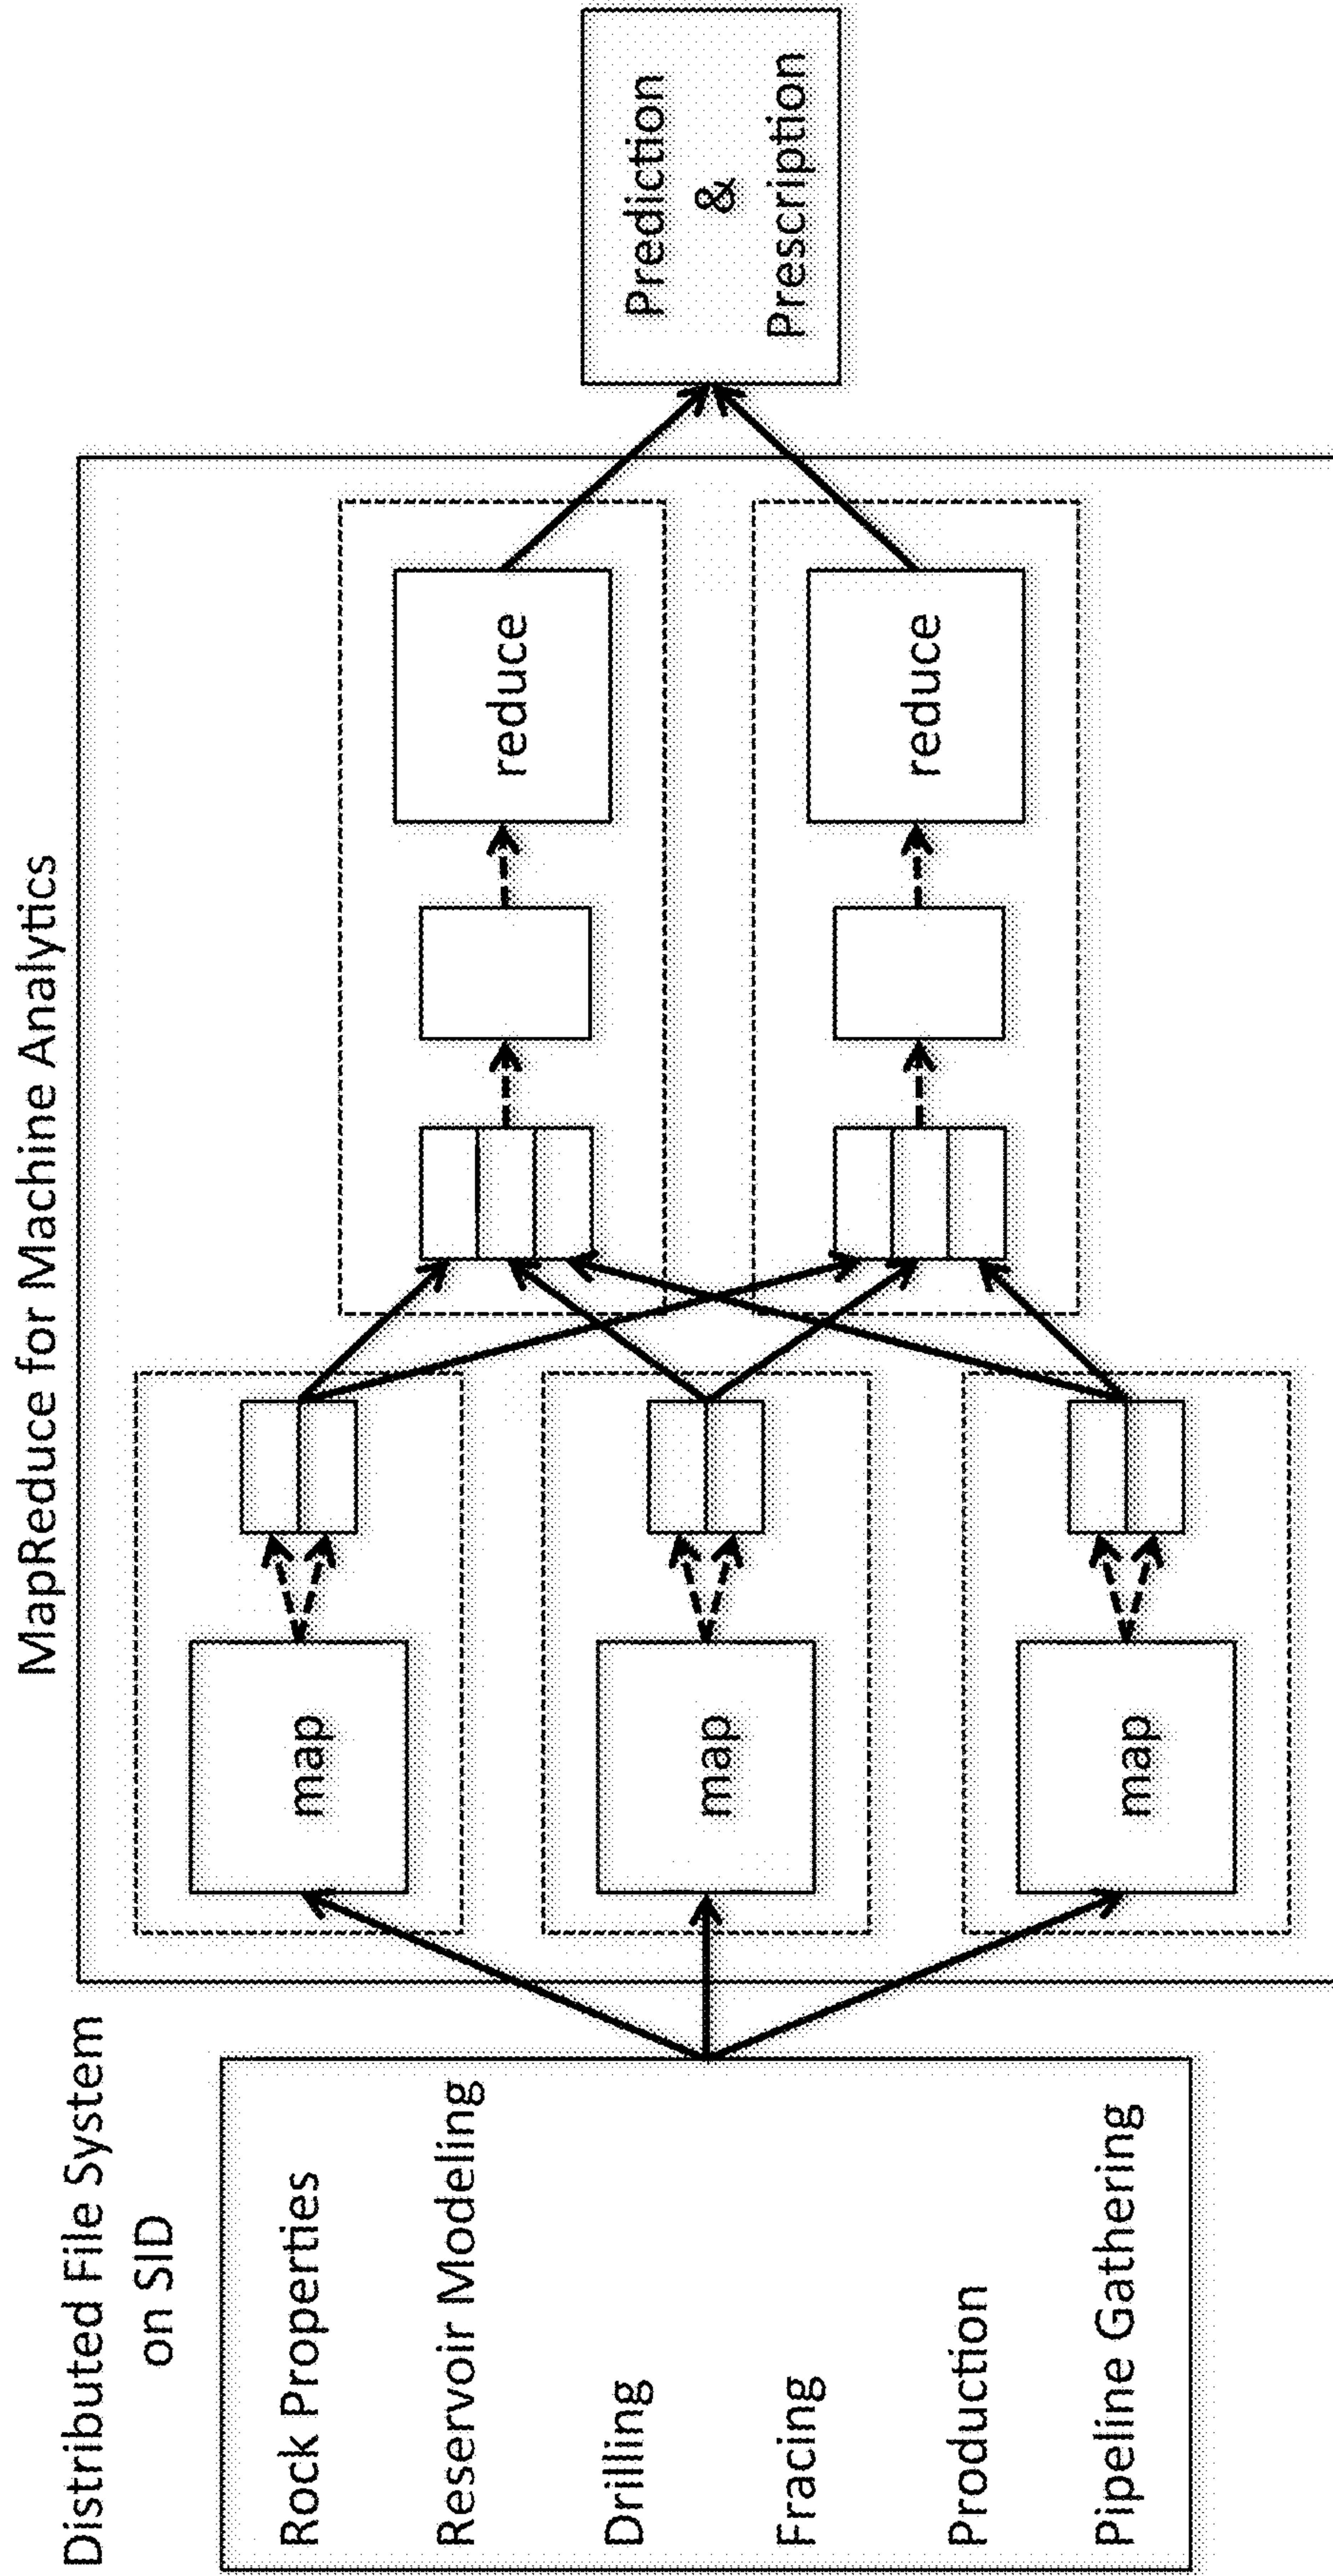 Distributed File System
on SID
Rock Properties
Reservoir Modeling
Drilling
Fracing
Production
Pipeline Gathering
MapReduce for Machine Analytics
map
map
map
reduce
reduce
Prediction
&
Prescription